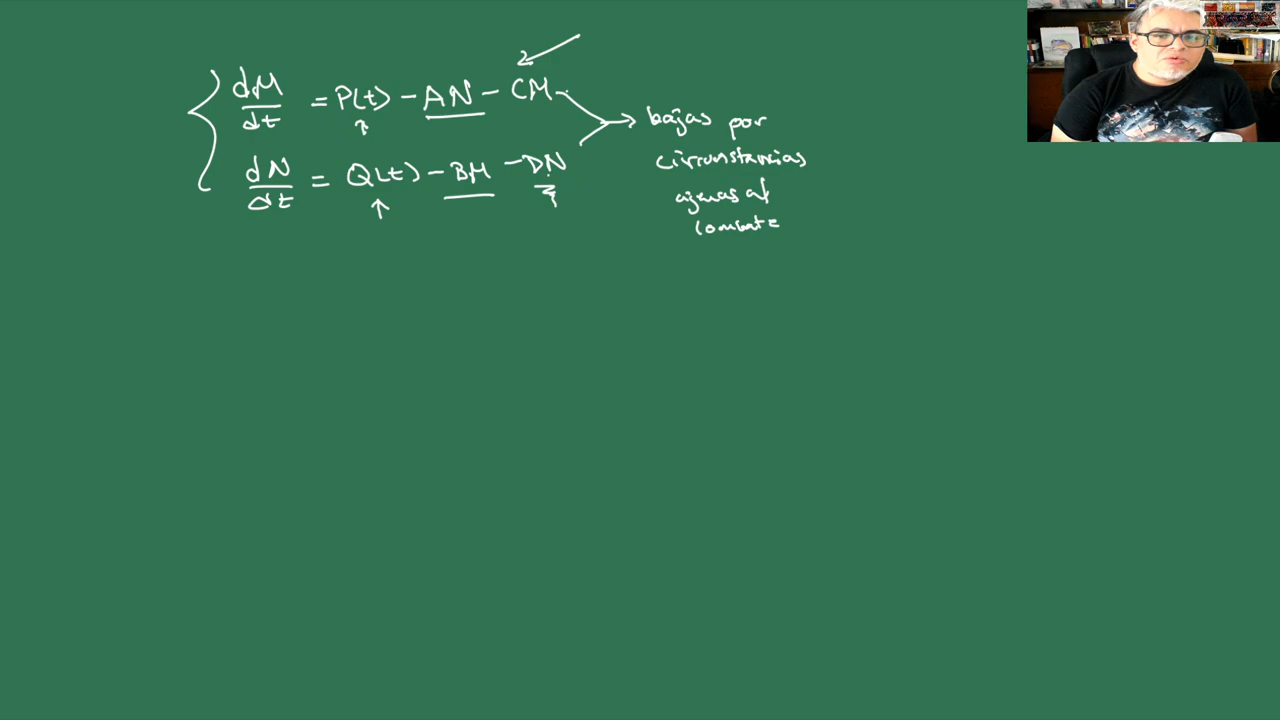 dM/dt = P(t) - AN - CM
dN/dt = Q(t) - BM - DN
bajas por
circunstancias
ajenas al
combate